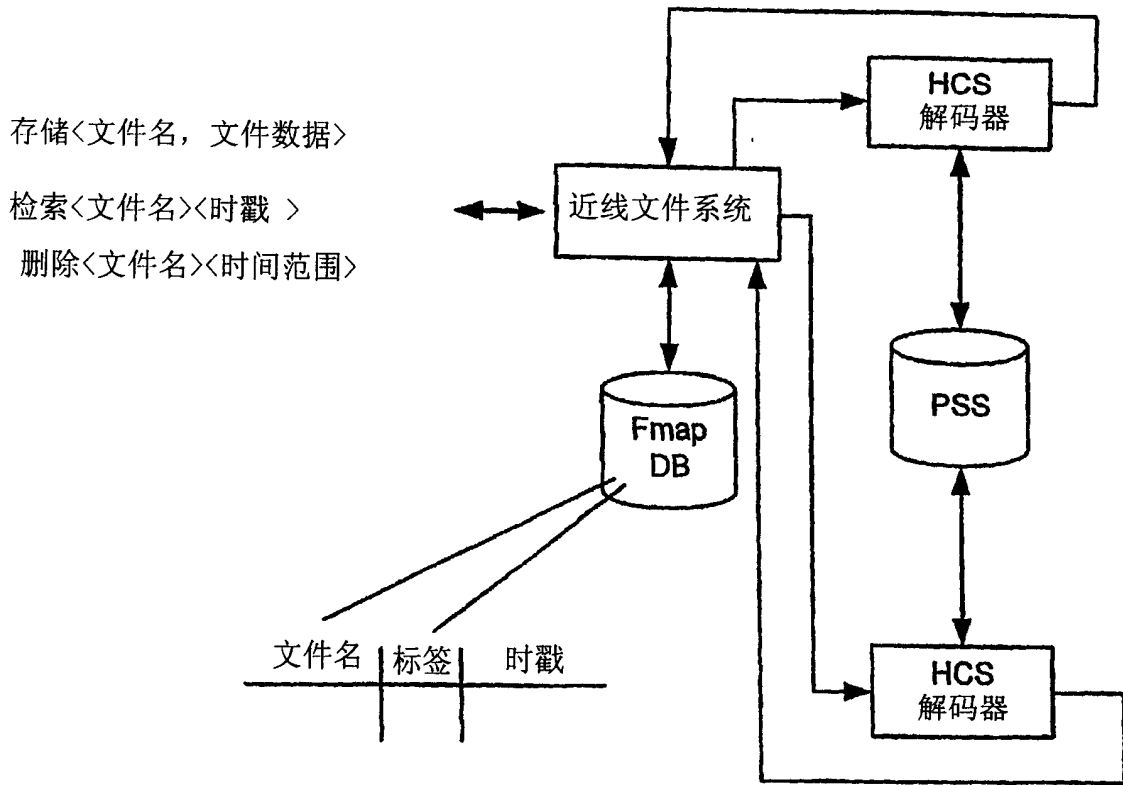 HCS
解码器
存储<文件名，文件数据>
检索<文件名><时戳 >
近线文件系统
删除<文件名><时间范围>
PSS
Fmap
DB
文件名 标签 时戳
HCS
解码器